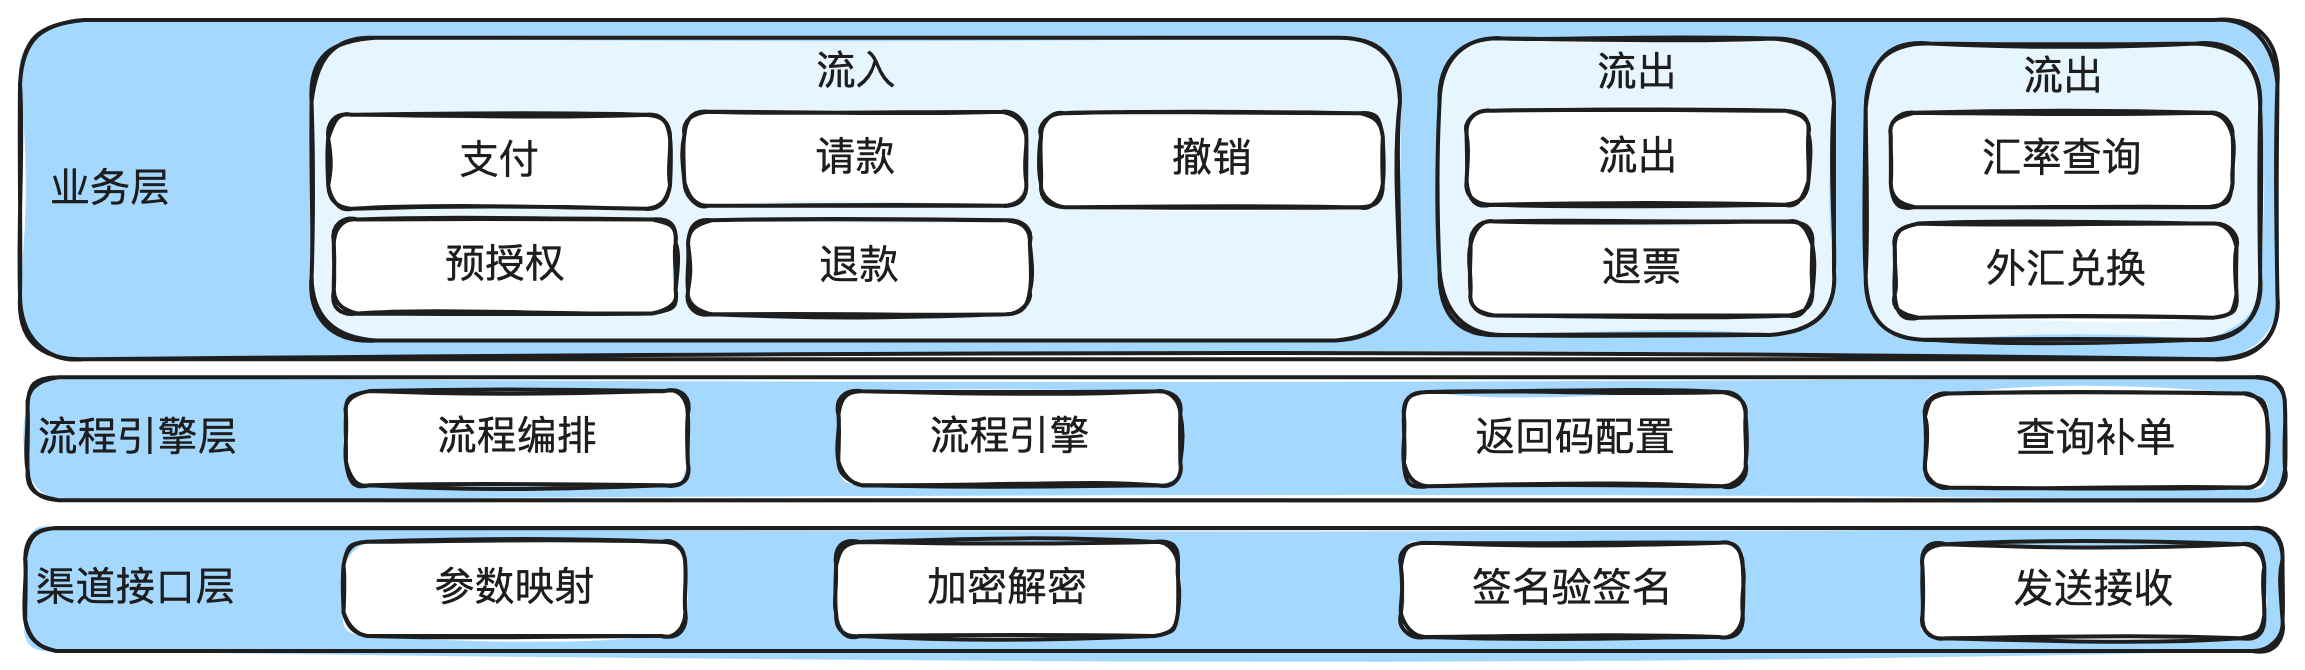 业务层
流入
支付
请款
撤销
预授权
退款
流出
流出
退票
流出
汇率查询
外汇兑换
流程引擎层
流程编排
流程引擎
返回码配置
查询补单
渠道接口层
参数映射
加密解密
签名验签名
发送接收